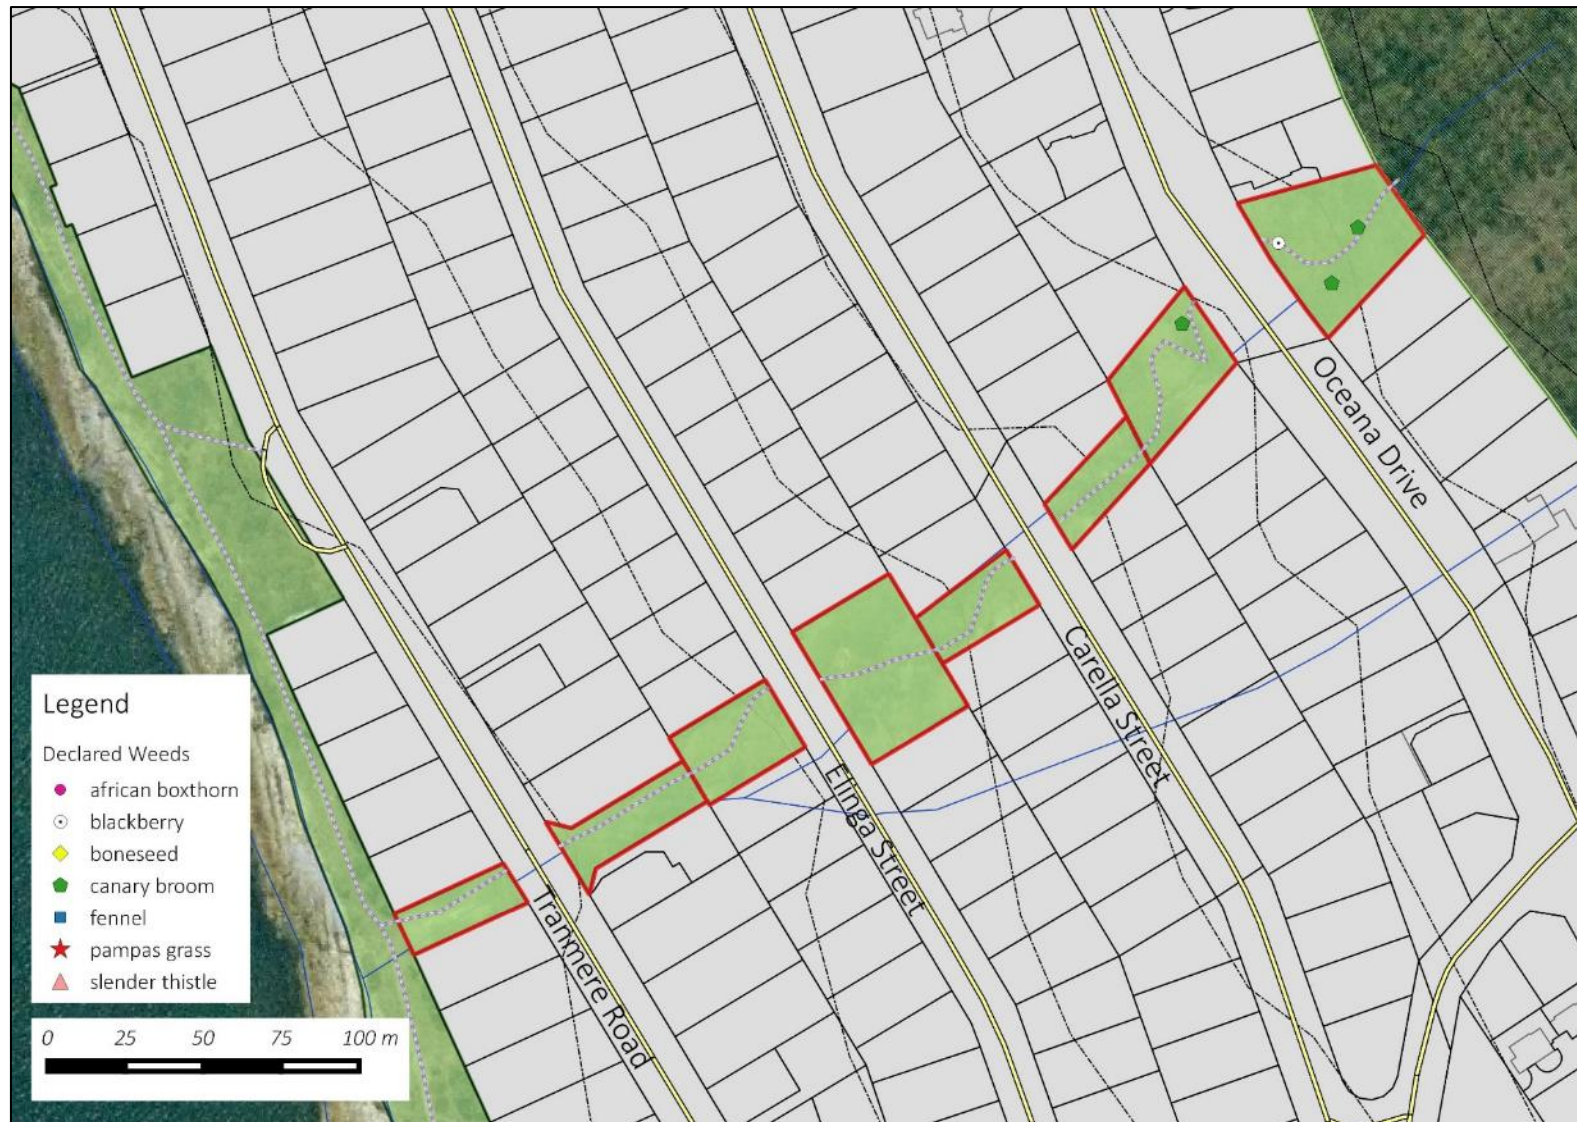 Oceana Drive
Carella Street
Elinga Street
Tranmere Road
Legend
Declared Weeds
african boxthorn
blackberry
boneseed
canary broom
fennel
pampas grass
slender thistle
0 25 50 75 100 m